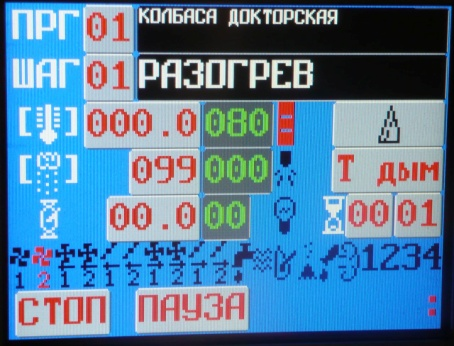 ПРГ 01 КОЛБАСА ДОКТОРСКАЯ
ШАГ 01 РАЗОГРЕВ
000.0 080
099 000 Т дым
00.0 00 00 01
1 2 1 2 1 2 1 2 1 1234
СТОП ПАУЗА